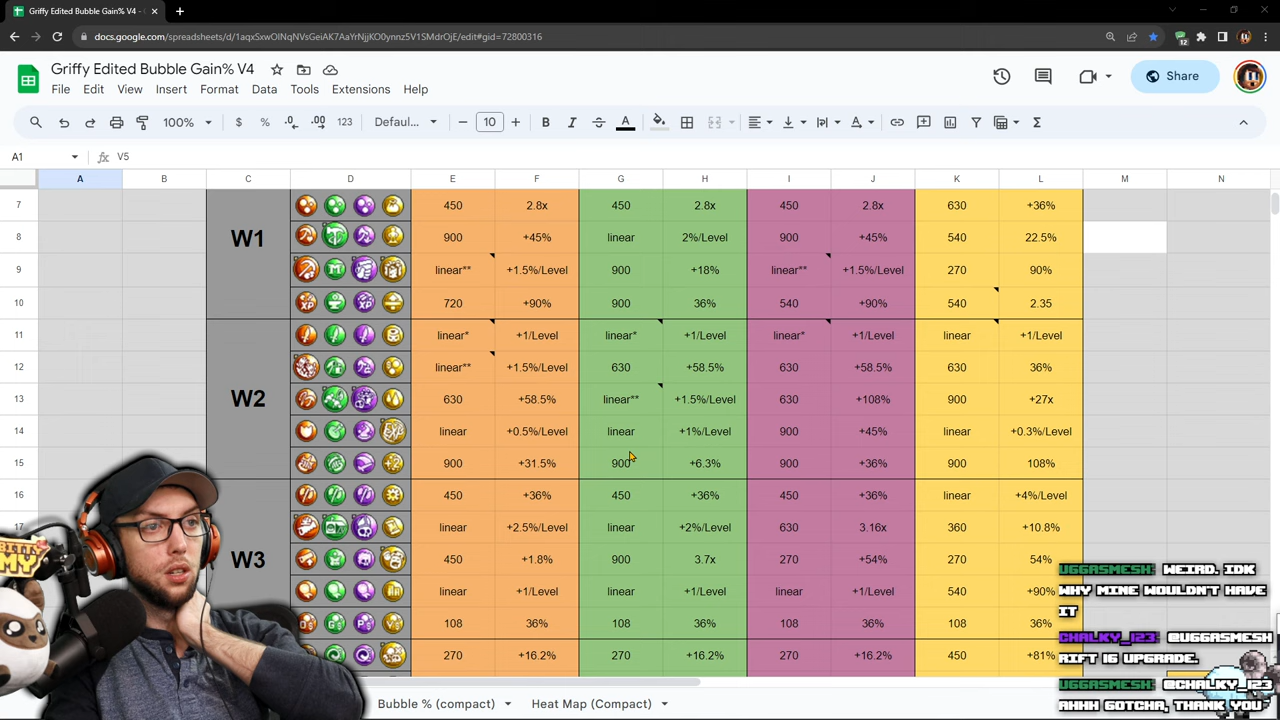 Griffy Edited Bubble Gain% V4 -
docs.google.com/spreadsheets/d/1aqxSxwOINqNVsGeiAK7AaYrNjjKO0ynnz5V1SMdrOjE/edit#gid=72800316
12
Griffy Edited Bubble Gain% V4
File Edit View Insert Format Data Tools Extensions Help
Share
100% $ % .0 .00 123 Defaul... 10 B I A
A1 fx V5
A B C D E F G H I J K L M N
7 450 2.8x 450 2.8x 450 2.8x 630 +36%
8 W1 900 +45% linear 2%/Level 900 +45% 540 22.5%
9 linear** +1.5%/Level 900 +18% linear** +1.5%/Level 270 90%
10 720 +90% 900 36% 540 +90% 540 2.35
11 linear* +1/Level linear* +1/Level linear* +1/Level linear +1/Level
12 linear** +1.5%/Level 630 +58.5% 630 +58.5% 630 36%
13 W2 630 +58.5% linear** +1.5%/Level 630 +108% 900 +27x
14 linear +0.5%/Level linear +1%/Level 900 +45% linear +0.3%/Level
15 900 +31.5% 900 +6.3% 900 +36% 900 108%
16 450 +36% 450 +36% 450 +36% linear +4%/Level
17 linear +2.5%/Level linear +2%/Level 630 3.16x 360 +10.8%
W3 450 +1.8% 900 3.7x 270 +54% 270 54%
linear +1/Level linear +1/Level linear +1/Level 540 +90%
108 36% 108 36% 108 36% 108 36%
270 +16.2% 270 +16.2% 270 +16.2% 450 +81%
UGGASMESH: WEIRD. IDK
WHY MINE WOULDN'T HAVE
IT
CHALKY_123: @UGGASMESH
RIFT 16 UPGRADE.
UGGASMESH: @CHALKY_123
AHHH GOTCHA, THANK YOU
Bubble % (compact) Heat Map (Compact)